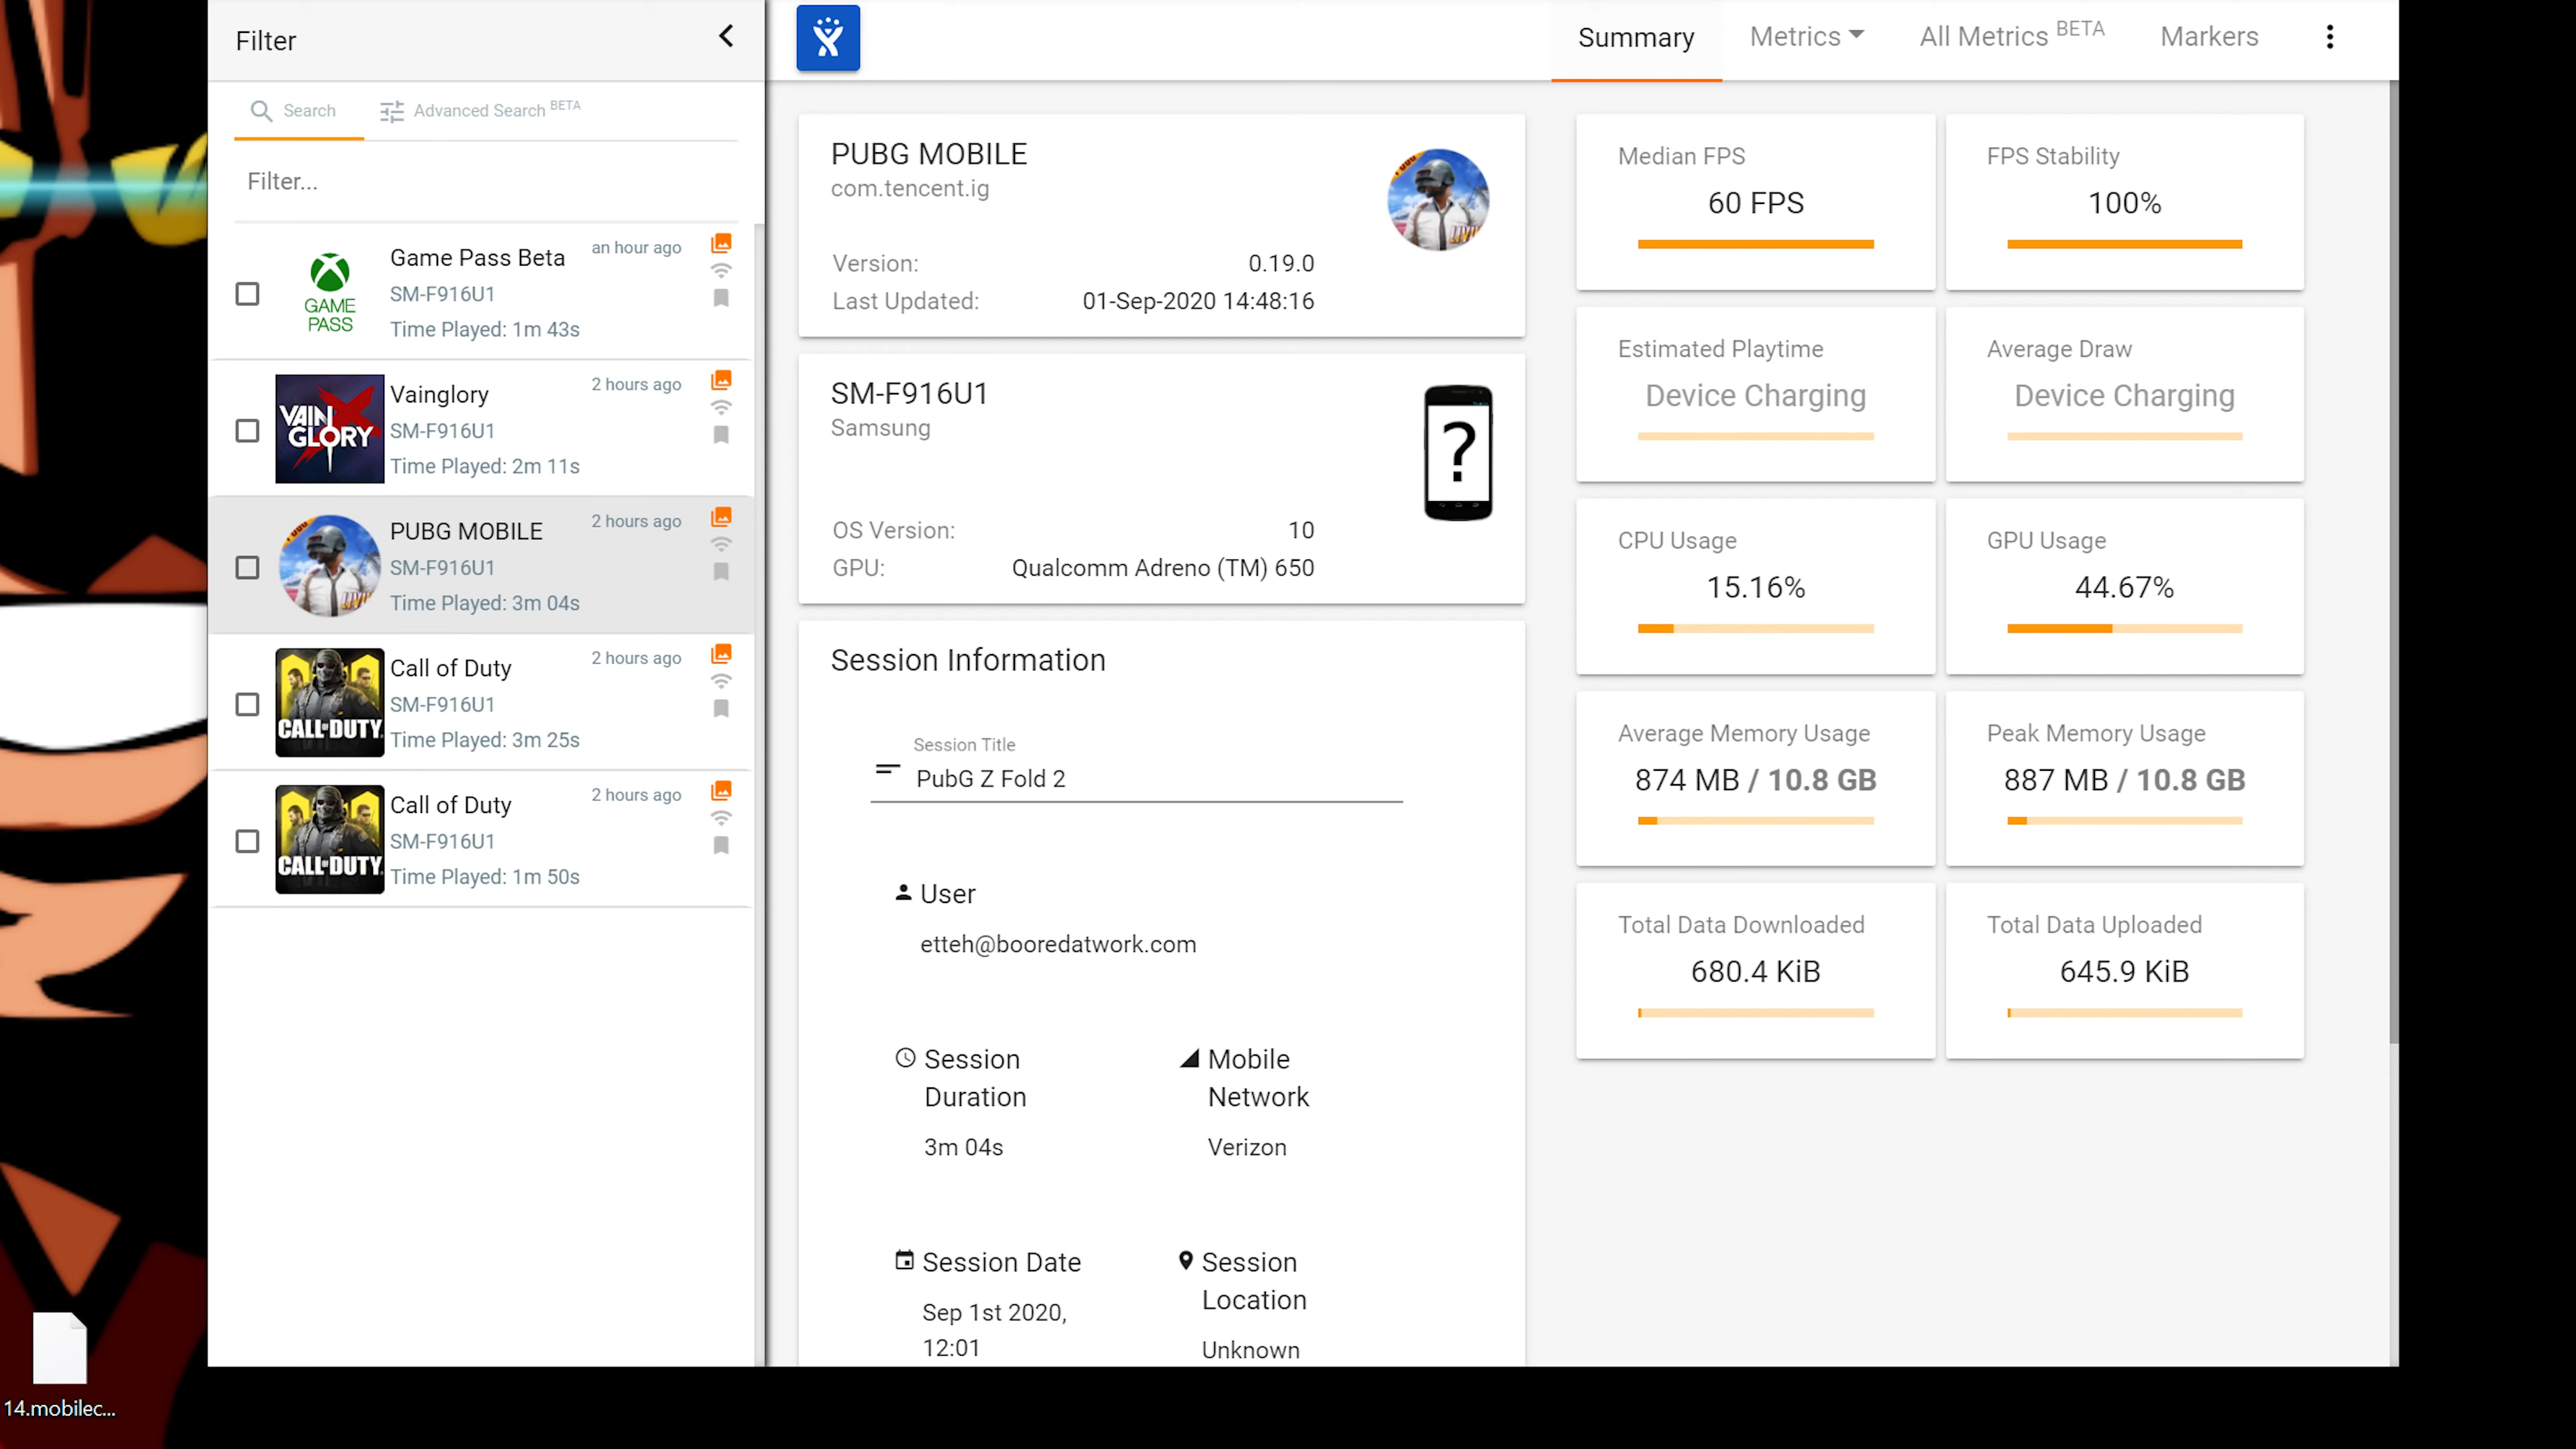 Filter
Search
Advanced Search BETA
Filter...
GAME
PASS
Game Pass Beta
an hour ago
SM-F916U1
Time Played: 1m 43s
VAIN
GLORY
Vainglory
2 hours ago
SM-F916U1
Time Played: 2m 11s
PUBG MOBILE
2 hours ago
SM-F916U1
Time Played: 3m 04s
CALL OF DUTY
Call of Duty
2 hours ago
SM-F916U1
Time Played: 3m 25s
CALL OF DUTY
Call of Duty
2 hours ago
SM-F916U1
Time Played: 1m 50s
14.mobilec...
Summary
Metrics
All Metrics BETA
Markers
PUBG MOBILE
com.tencent.ig
Version: 0.19.0
Last Updated: 01-Sep-2020 14:48:16
SM-F916U1
Samsung
?
OS Version: 10
GPU: Qualcomm Adreno (TM) 650
Session Information
Session Title
PubG Z Fold 2
User
etteh@booredatwork.com
Session
Duration
3m 04s
Mobile
Network
Verizon
Session Date
Sep 1st 2020,
12:01
Session
Location
Unknown
Median FPS
60 FPS
FPS Stability
100%
Estimated Playtime
Device Charging
Average Draw
Device Charging
CPU Usage
15.16%
GPU Usage
44.67%
Average Memory Usage
874 MB / 10.8 GB
Peak Memory Usage
887 MB / 10.8 GB
Total Data Downloaded
680.4 KiB
Total Data Uploaded
645.9 KiB